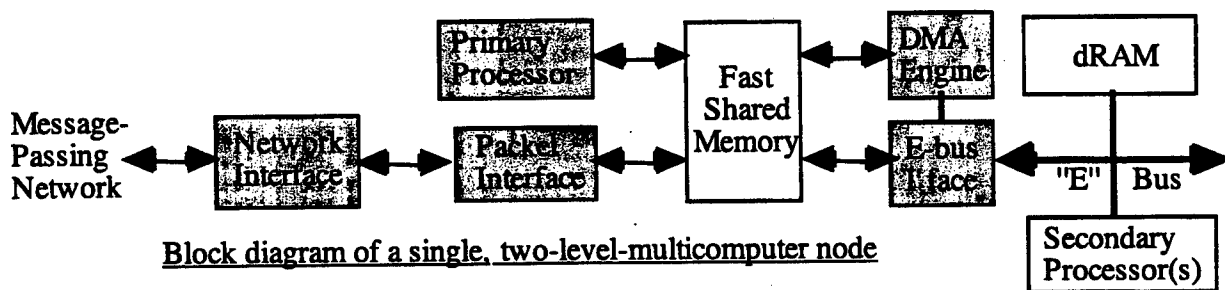 Primary
Processor
DMA
Engine
dRAM
Fast
Shared
Memory
Message-
Passing
Network
Network
Interface
Packet
Interface
E-bus
I:face
"E" Bus
Block diagram of a single, two-level-multicomputer node
Secondary
Processor(s)